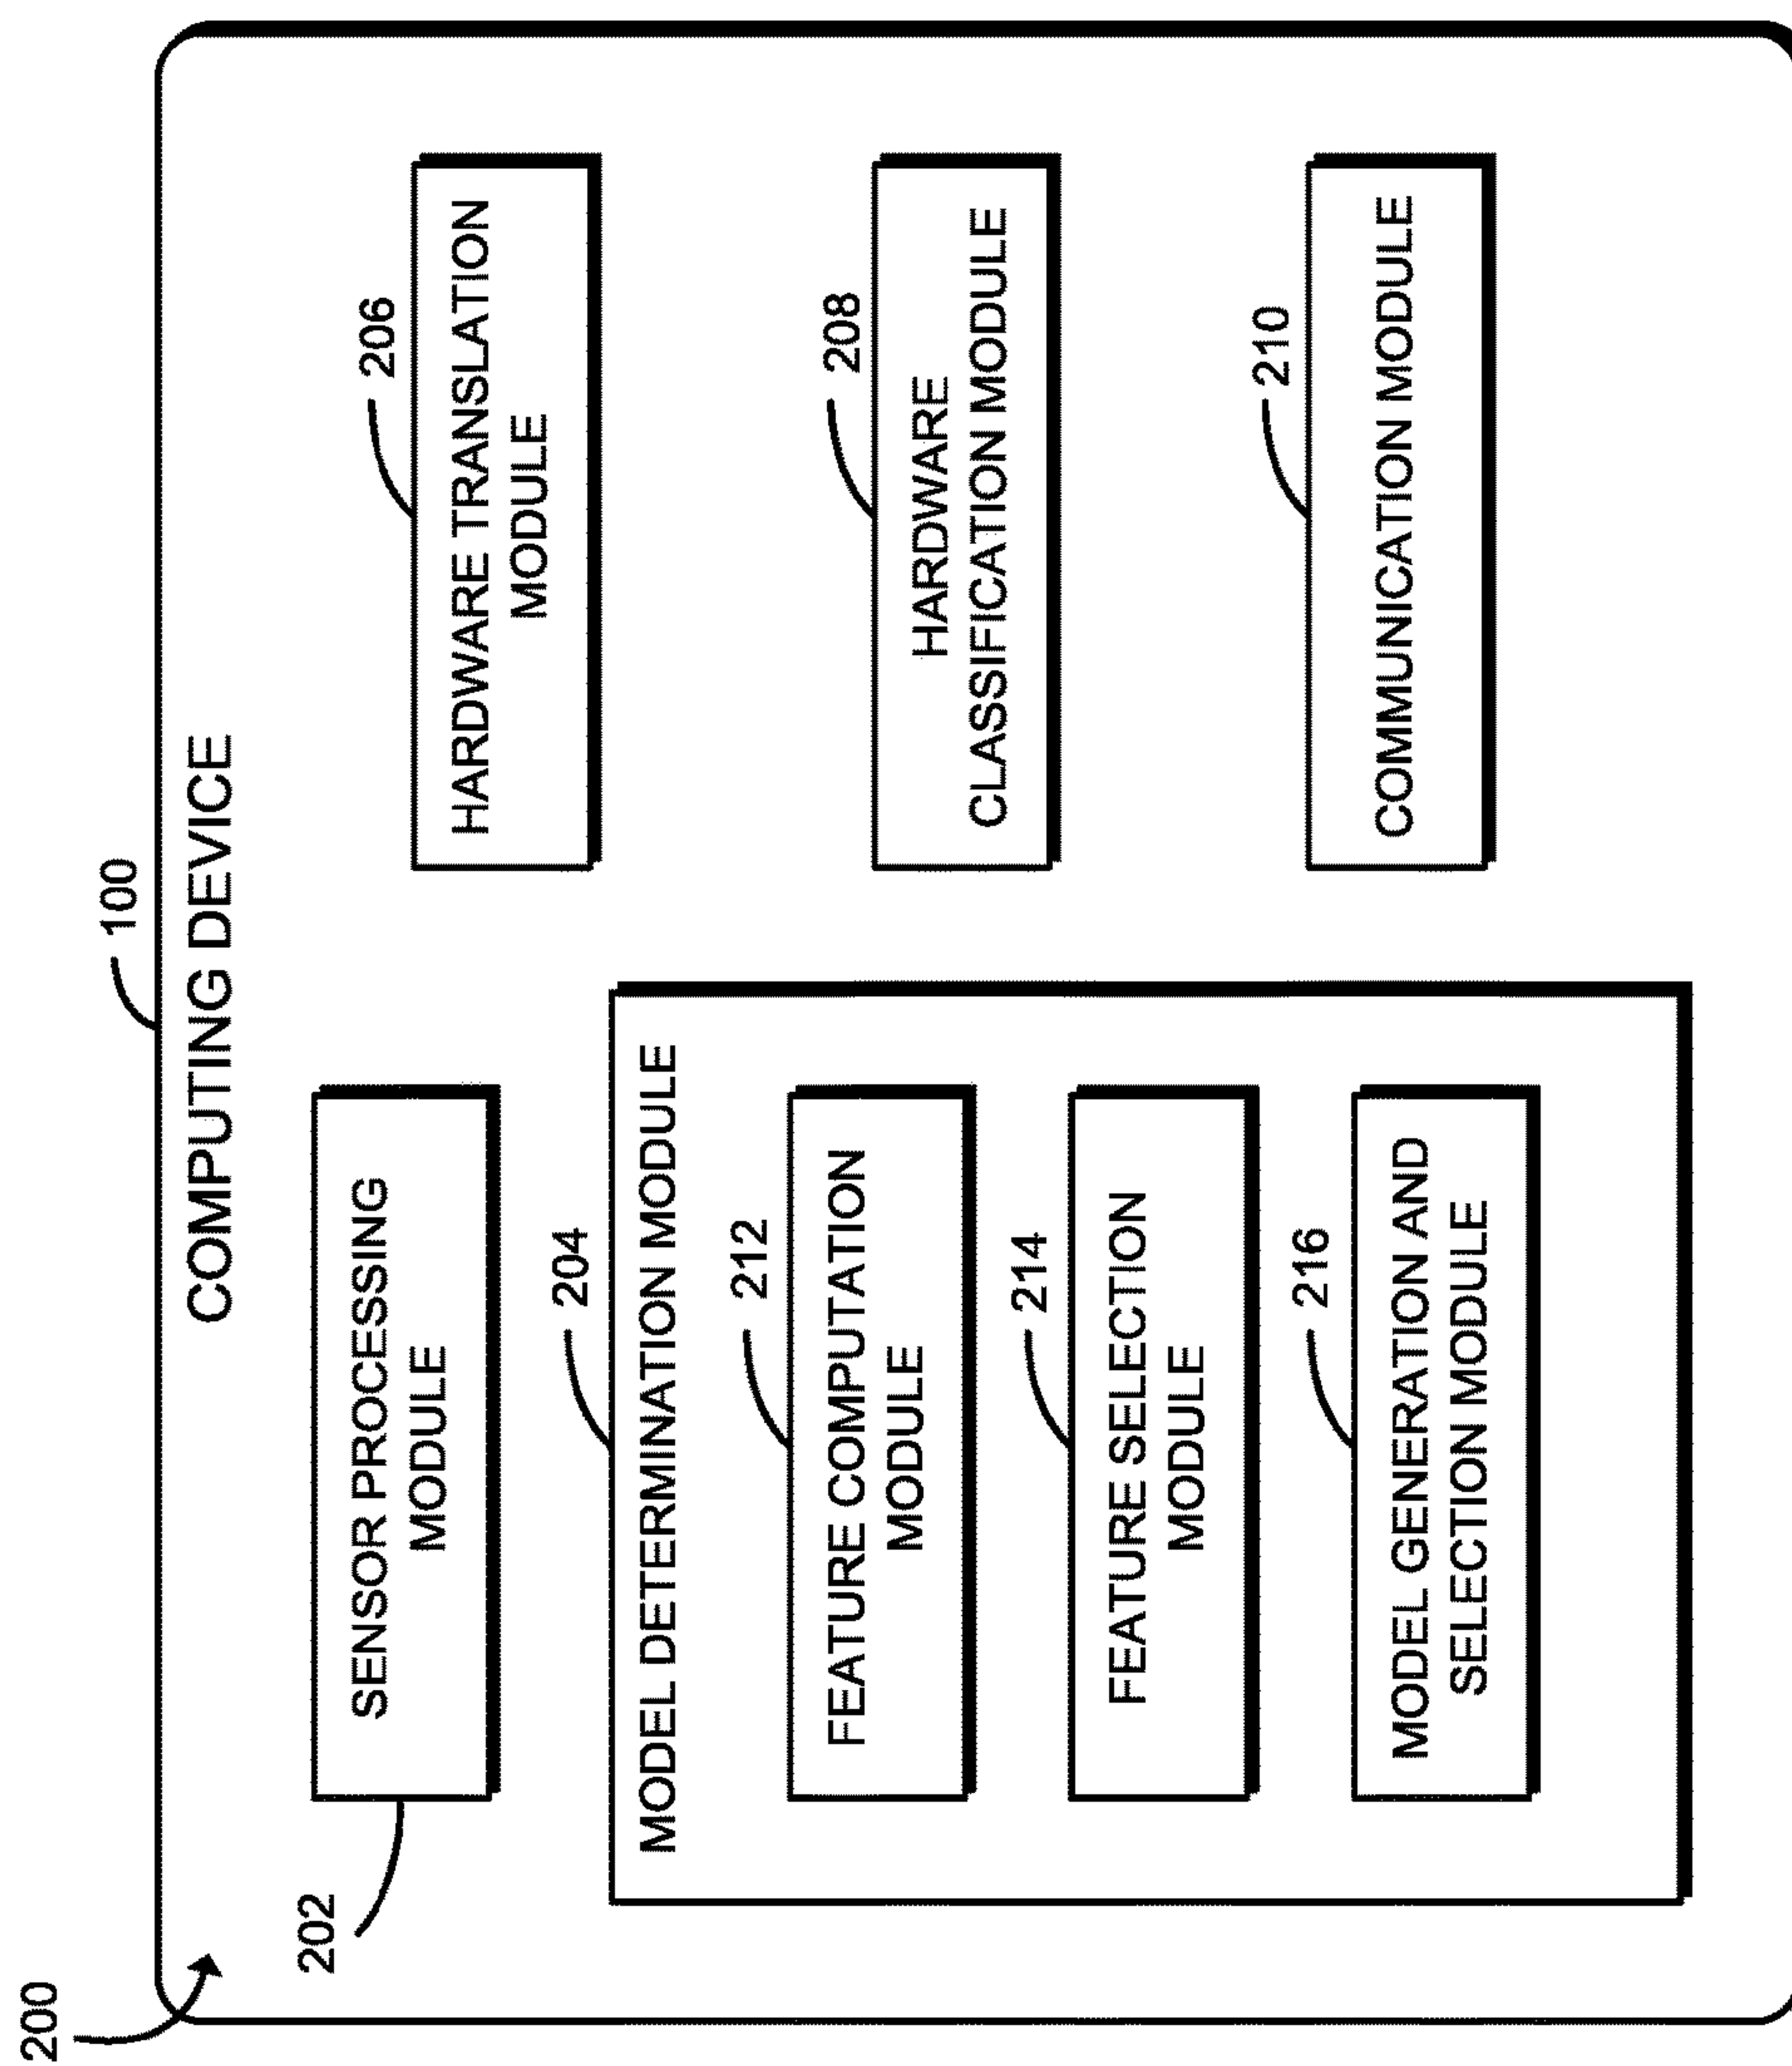 200
100
COMPUTING DEVICE
202
SENSOR PROCESSING
MODULE
204
MODEL DETERMINATION MODULE
212
FEATURE COMPUTATION
MODULE
214
FEATURE SELECTION
MODULE
216
MODEL GENERATION AND
SELECTION MODULE
206
HARDWARE TRANSLATION
MODULE
208
HARDWARE
CLASSIFICATION MODULE
210
COMMUNICATION MODULE